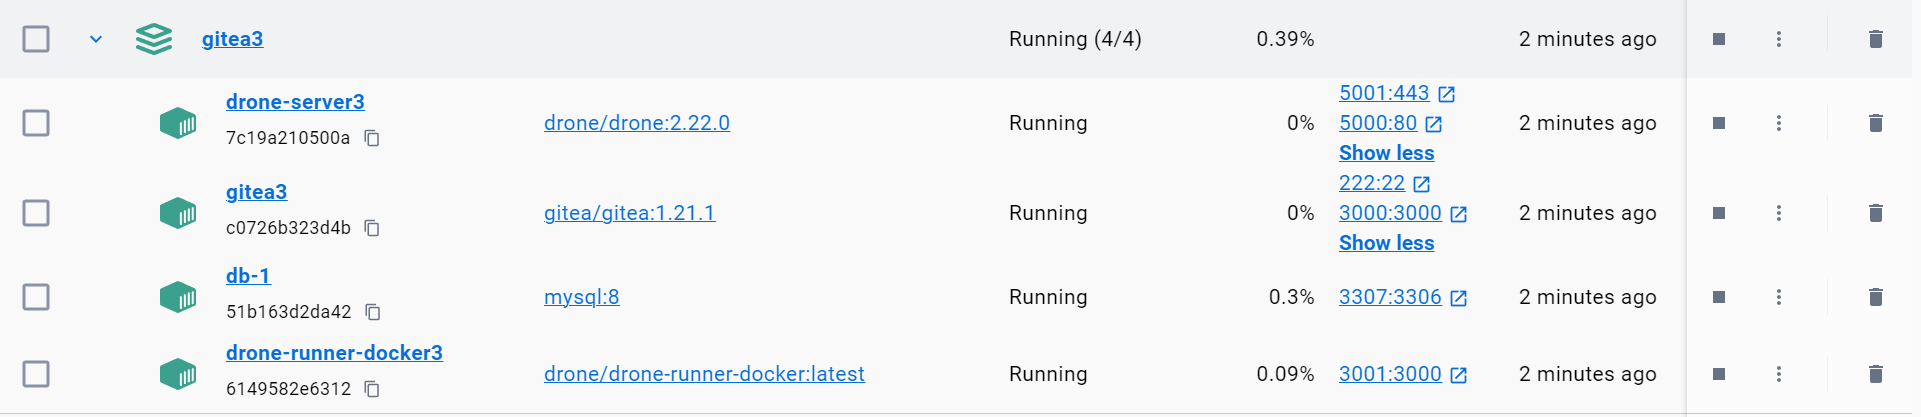 gitea3 Running (4/4) 0.39% 2 minutes ago
drone-server3
7c19a210500a
drone/drone:2.22.0 Running 0%
5001:443
5000:80
Show less
2 minutes ago
gitea3
c0726b323d4b
gitea/gitea:1.21.1 Running 0%
222:22
3000:3000
Show less
2 minutes ago
db-1
51b163d2da42
mysql:8 Running 0.3% 3307:3306 2 minutes ago
drone-runner-docker3
6149582e6312
drone/drone-runner-docker:latest Running 0.09% 3001:3000 2 minutes ago